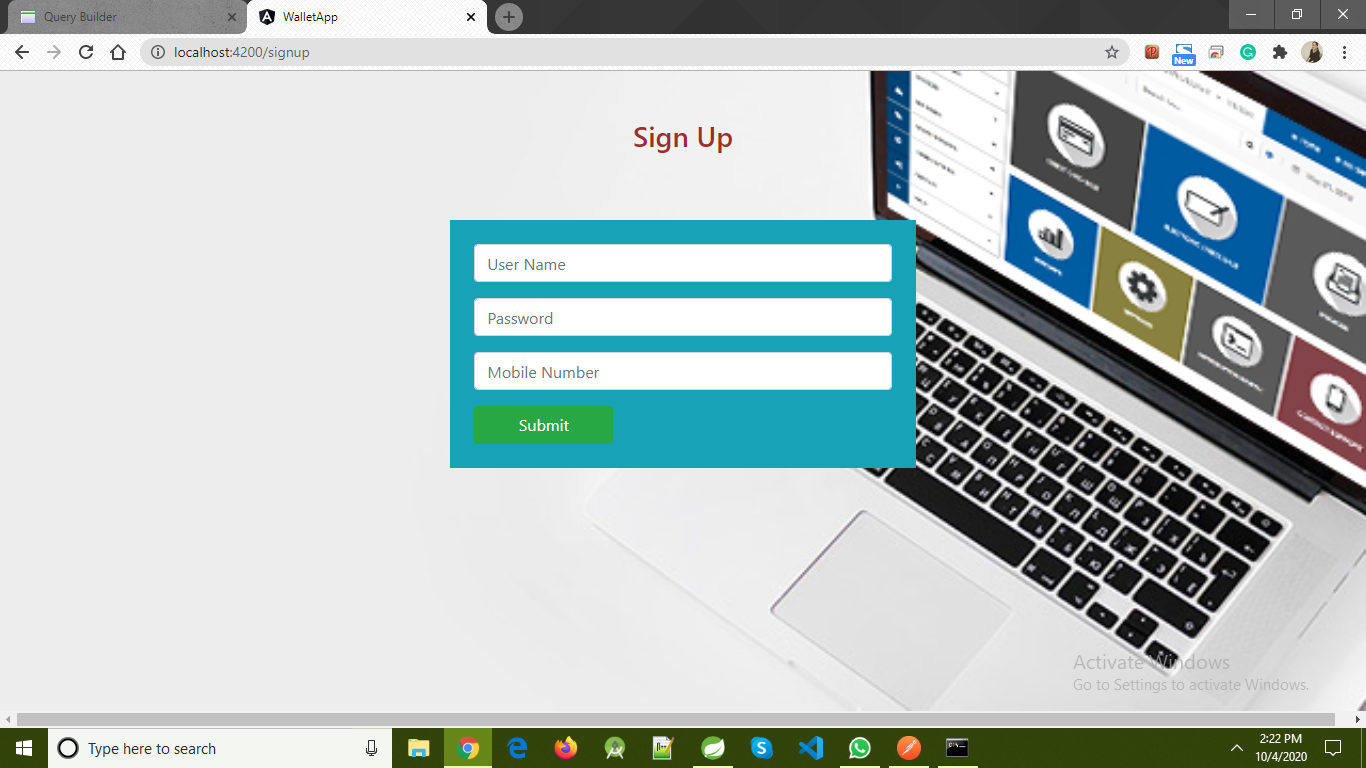 Query Builder
WalletApp
localhost:4200/signup
New
Sign Up
User Name
Password
Mobile Number
Submit
Activate Windows
Go to Settings to activate Windows.
Type here to search
2:22 PM
10/4/2020